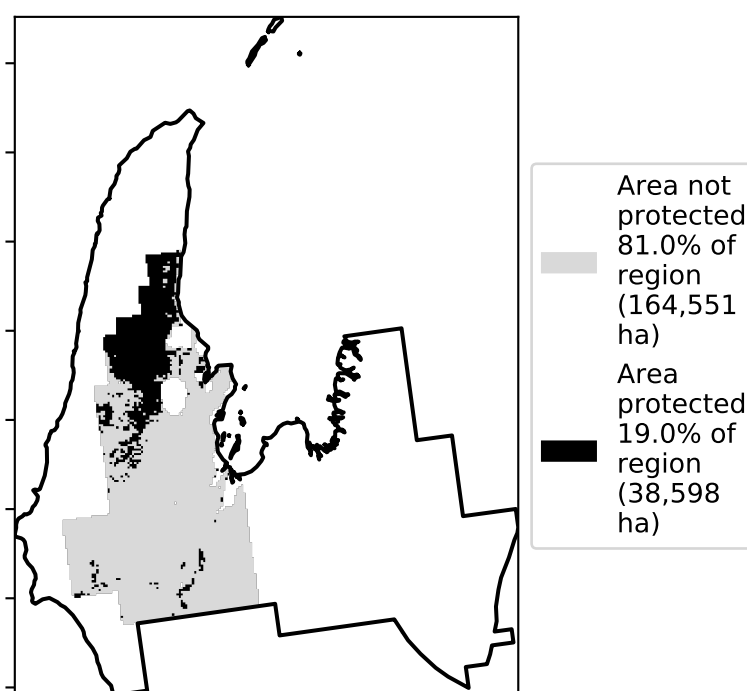 Area not
protected
81.0% of
region
(164,551
ha)
Area
protected
19.0% of
region
(38,598
ha)